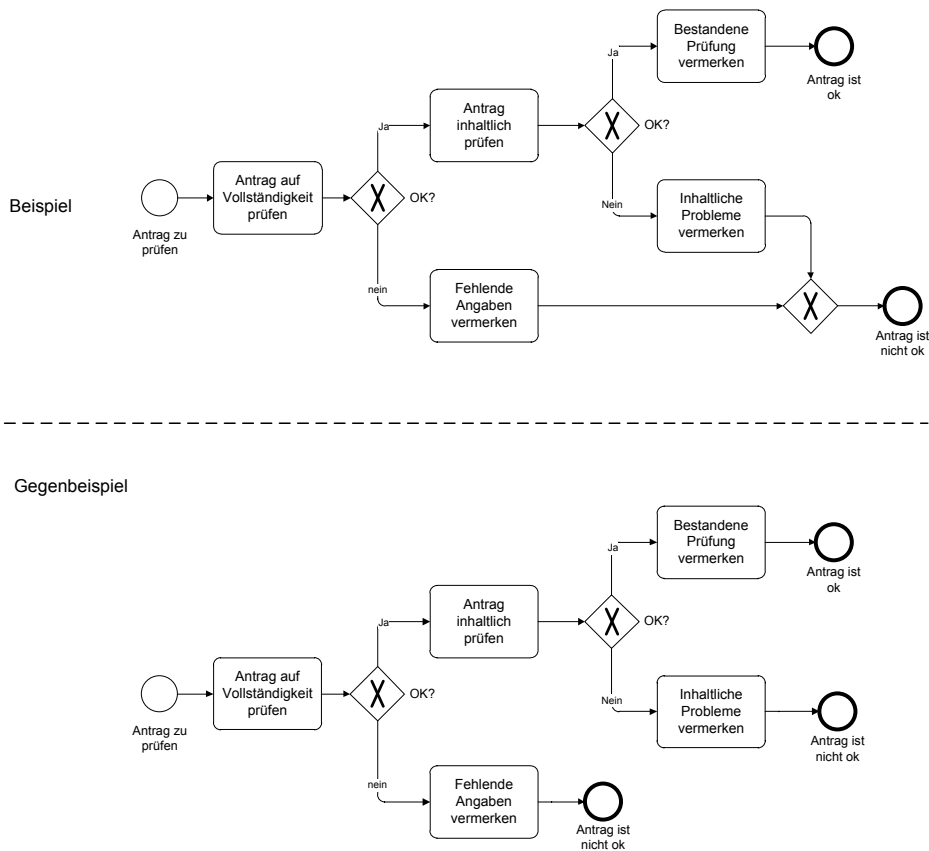 Beispiel
Antrag zu
prüfen
Antrag auf
Vollständigkeit
prüfen
X
OK?
Ja
Antrag
inhaltlich
prüfen
X
OK?
Ja
Bestandene
Prüfung
vermerken
Antrag ist
ok
Nein
Inhaltliche
Probleme
vermerken
nein
Fehlende
Angaben
vermerken
X
Antrag ist
nicht ok
Gegenbeispiel
Antrag zu
prüfen
Antrag auf
Vollständigkeit
prüfen
X
OK?
Ja
Antrag
inhaltlich
prüfen
X
OK?
Ja
Bestandene
Prüfung
vermerken
Antrag ist
ok
Nein
Inhaltliche
Probleme
vermerken
Antrag ist
nicht ok
nein
Fehlende
Angaben
vermerken
Antrag ist
nicht ok